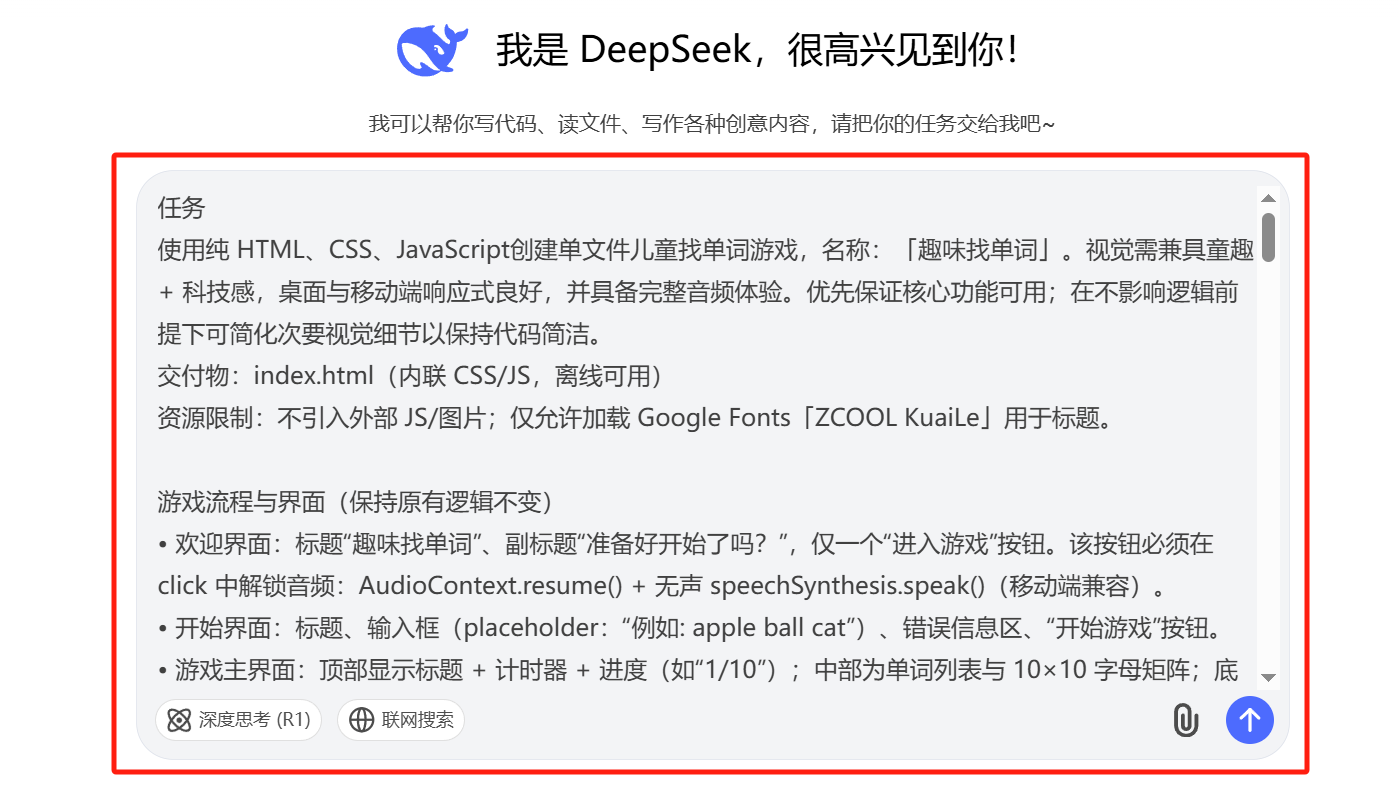 我是 DeepSeek，很高兴见到你！
我可以帮你写代码、读文件、写作各种创意内容，请把你的任务交给我吧~
任务
使用纯 HTML、CSS、JavaScript创建单文件儿童找单词游戏，名称：「趣味找单词」。视觉需兼具童趣
+ 科技感，桌面与移动端响应式良好，并具备完整音频体验。优先保证核心功能可用；在不影响逻辑前
提下可简化次要视觉细节以保持代码简洁。
交付物：index.html（内联 CSS/JS，离线可用）
资源限制：不引入外部 JS/图片；仅允许加载 Google Fonts「ZCOOL KuaiLe」用于标题。
游戏流程与界面（保持原有逻辑不变）
• 欢迎界面：标题“趣味找单词”、副标题“准备好开始了吗？”，仅一个“进入游戏”按钮。该按钮必须在
click 中解锁音频：AudioContext.resume() + 无声 speechSynthesis.speak()（移动端兼容）。
• 开始界面：标题、输入框（placeholder：“例如: apple ball cat”）、错误信息区、“开始游戏”按钮。
• 游戏主界面：顶部显示标题 + 计时器 + 进度（如“1/10”）；中部为单词列表与 10×10 字母矩阵；底
深度思考 (R1)
联网搜索